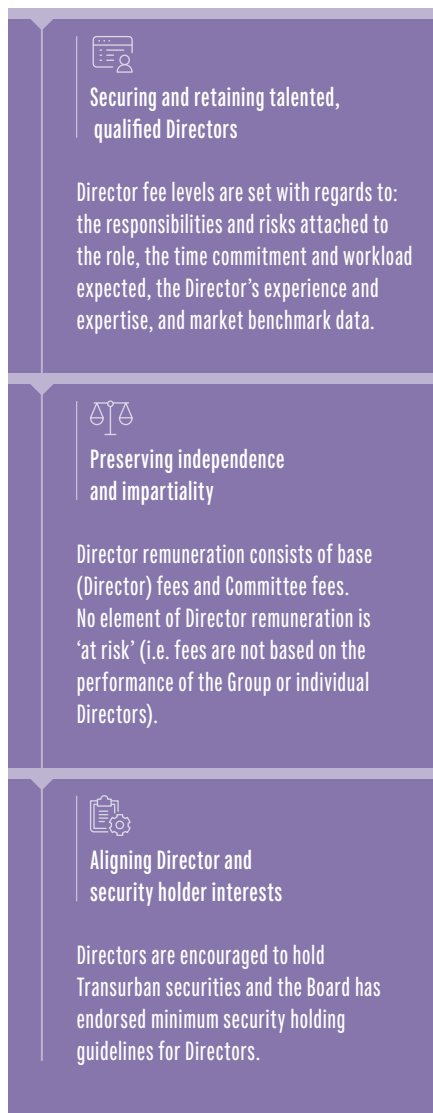 Securing and retaining talented,
qualified Directors
Director fee levels are set with regards to:
the responsibilities and risks attached to
the role, the time commitment and workload
expected, the Director’s experience and
expertise, and market benchmark data.
Preserving independence
and impartiality
Director remuneration consists of base
(Director) fees and Committee fees.
No element of Director remuneration is
‘at risk’ (i.e. fees are not based on the
performance of the Group or individual
Directors).
Aligning Director and
security holder interests
Directors are encouraged to hold
Transurban securities and the Board has
endorsed minimum security holding
guidelines for Directors.